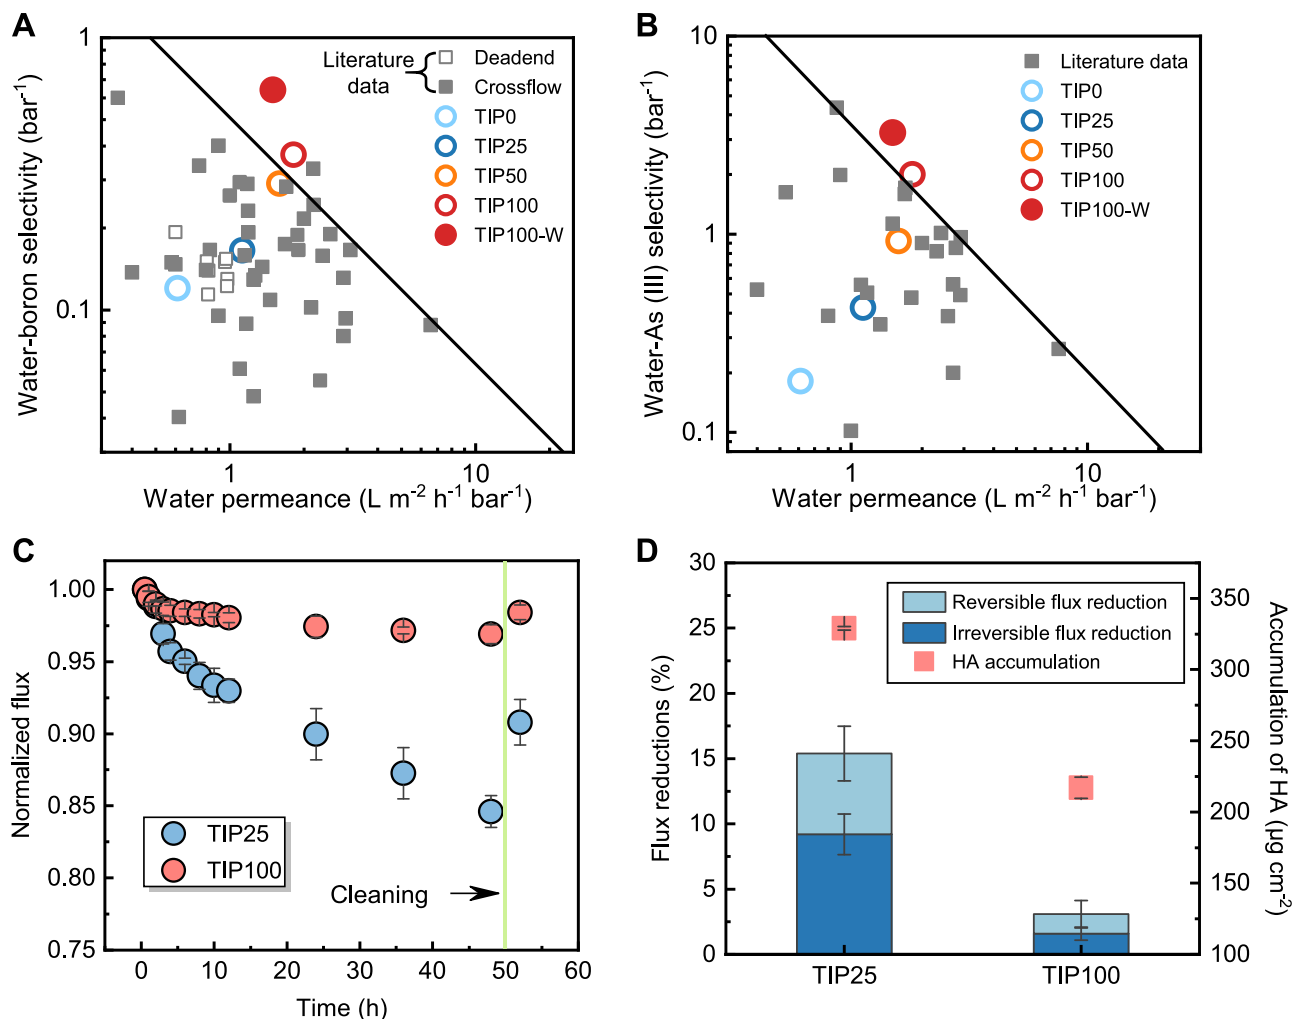 A
Water-boron selectivity (bar⁻¹)
1
0.1
1
10
Water permeance (L m⁻² h⁻¹ bar⁻¹)
Literature
data
Deadend
Crossflow
TIP0
TIP25
TIP50
TIP100
TIP100-W
B
Water-As (III) selectivity (bar⁻¹)
10
1
0.1
1
10
Water permeance (L m⁻² h⁻¹ bar⁻¹)
Literature data
TIP0
TIP25
TIP50
TIP100
TIP100-W
C
Normalized flux
1.00
0.95
0.90
0.85
0.80
0.75
0
10
20
30
40
50
60
Time (h)
TIP25
TIP100
Cleaning
D
Flux reductions (%)
30
25
20
15
10
5
0
Reversible flux reduction
Irreversible flux reduction
HA accumulation
350
300
250
200
150
100
Accumulation of HA (μg cm⁻²)
TIP25
TIP100